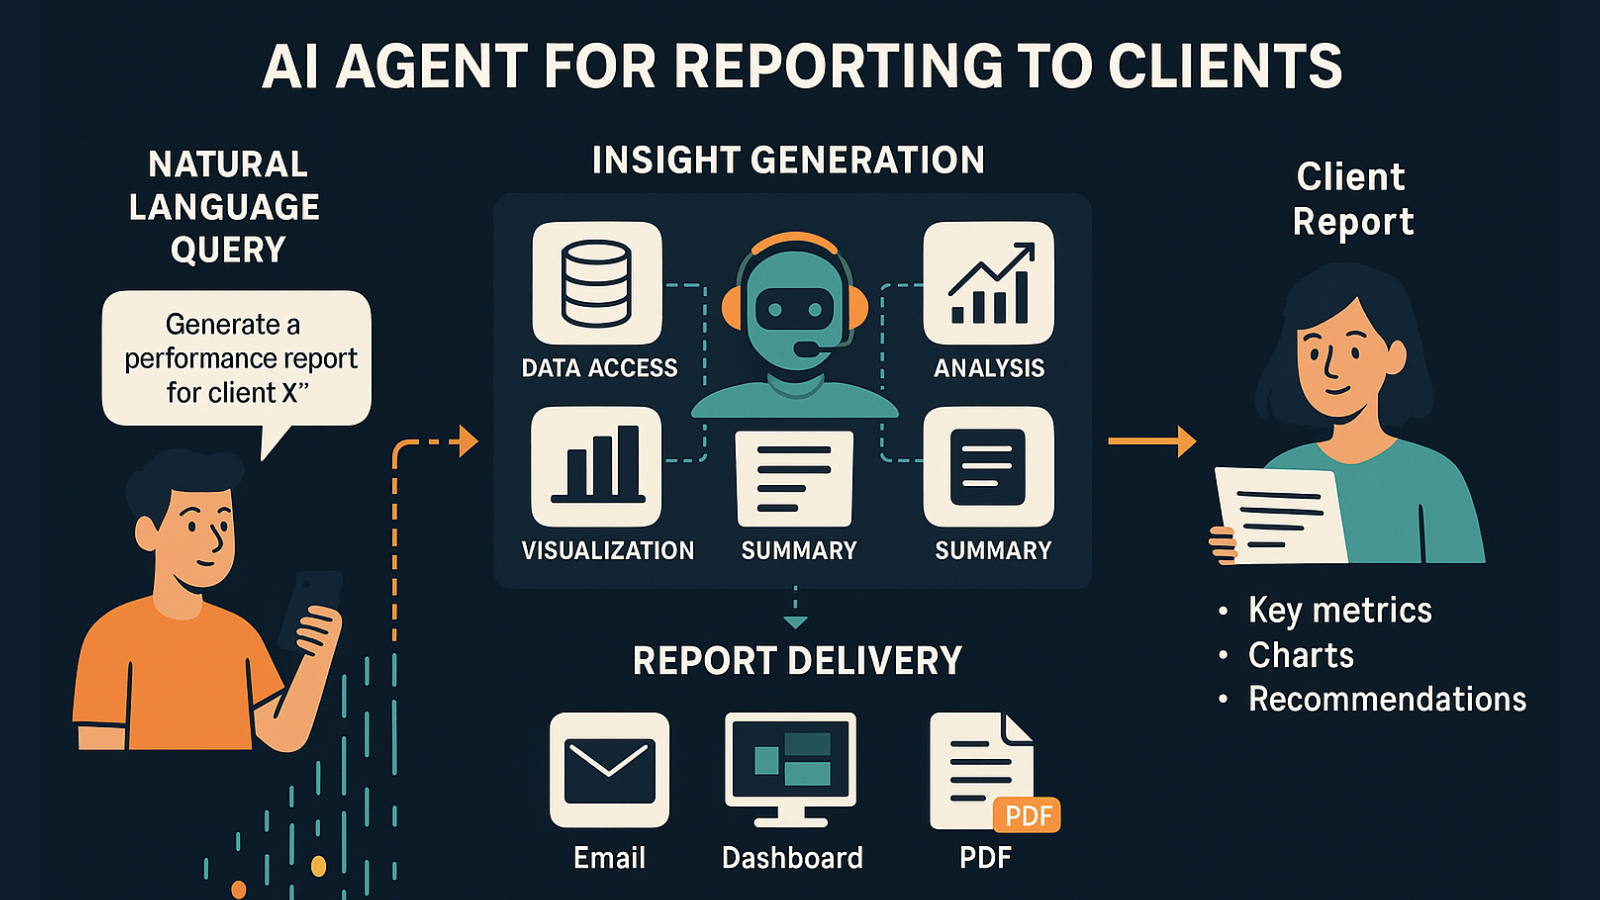 AI AGENT FOR REPORTING TO CLIENTS
NATURAL
LANGUAGE
QUERY
Generate a
performance report
for client X”
INSIGHT GENERATION
DATA ACCESS
ANALYSIS
VISUALIZATION
SUMMARY
SUMMARY
REPORT DELIVERY
PDF
Email
Dashboard
PDF
Client
Report
• Key metrics
• Charts
• Recommendations